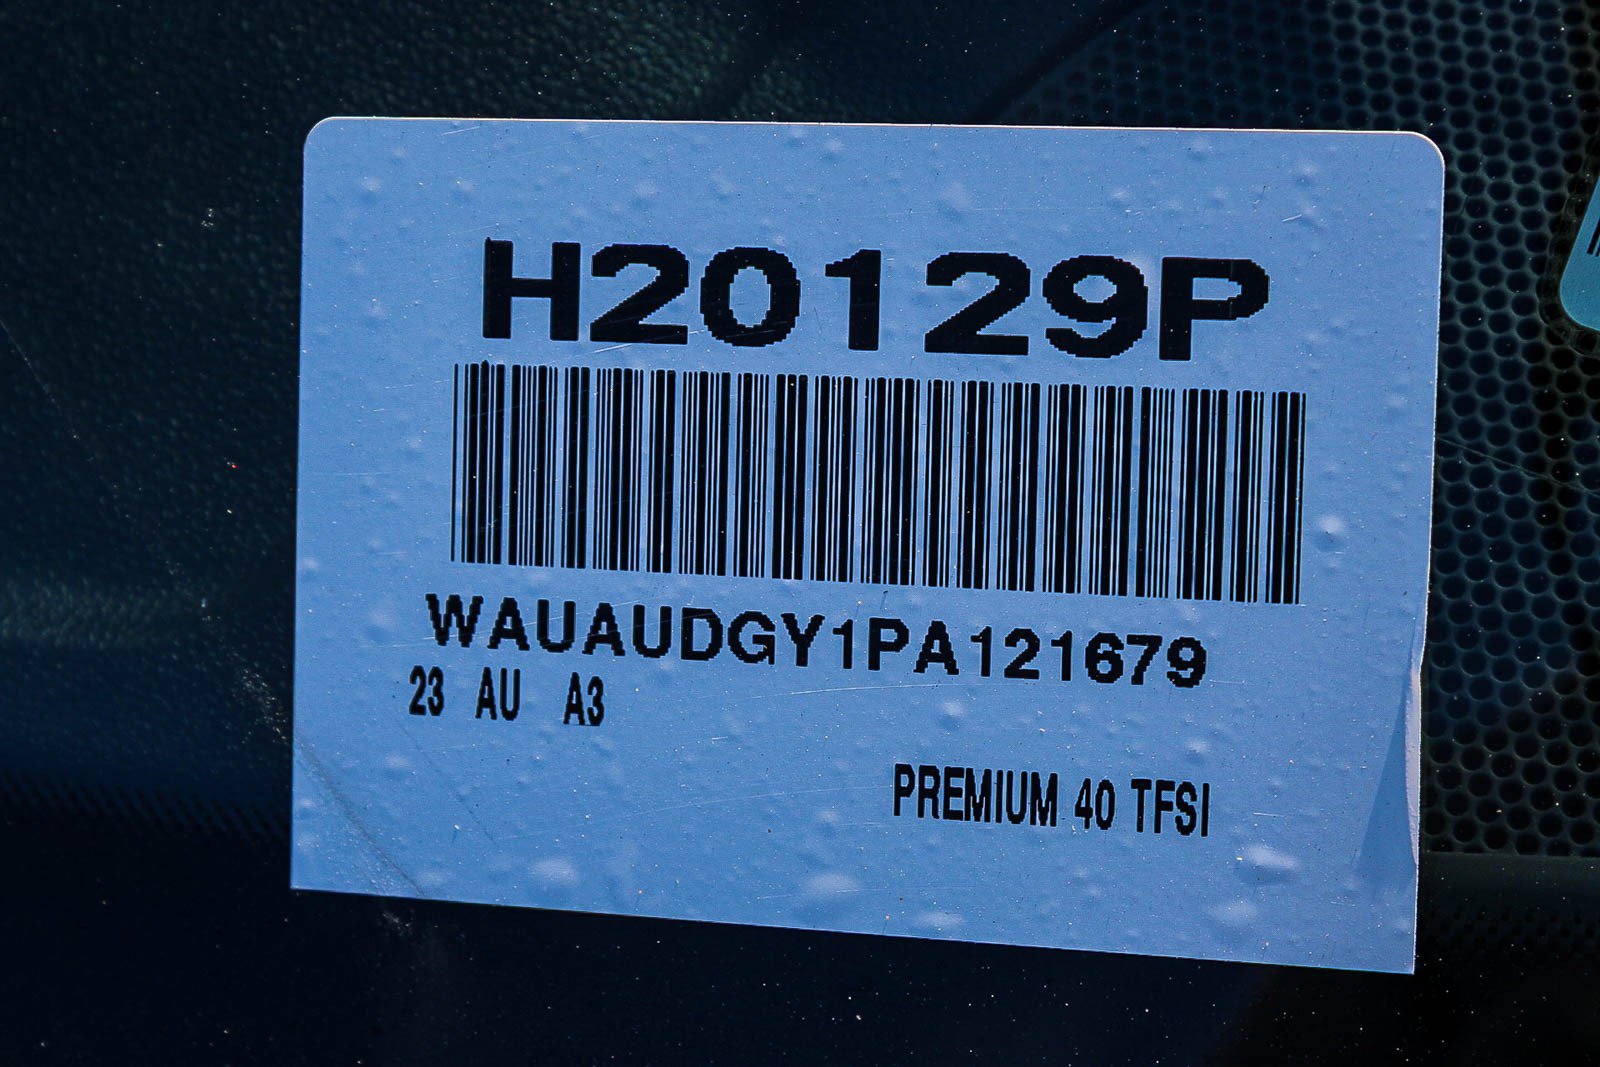 H20129P
WAUAUDGY1PA121679
23 AU A3
PREMIUM 40 TFSI